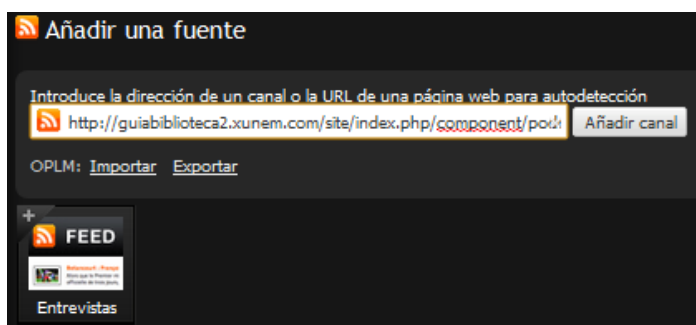 Añadir una fuente
Introduce la dirección de un canal o la URL de una página web para autodetección
http://guiabiblioteca2.xunem.com/site/index.php/component/pod
Añadir canal
OPLM: Importar Exportar
+
FEED
Entrevistas